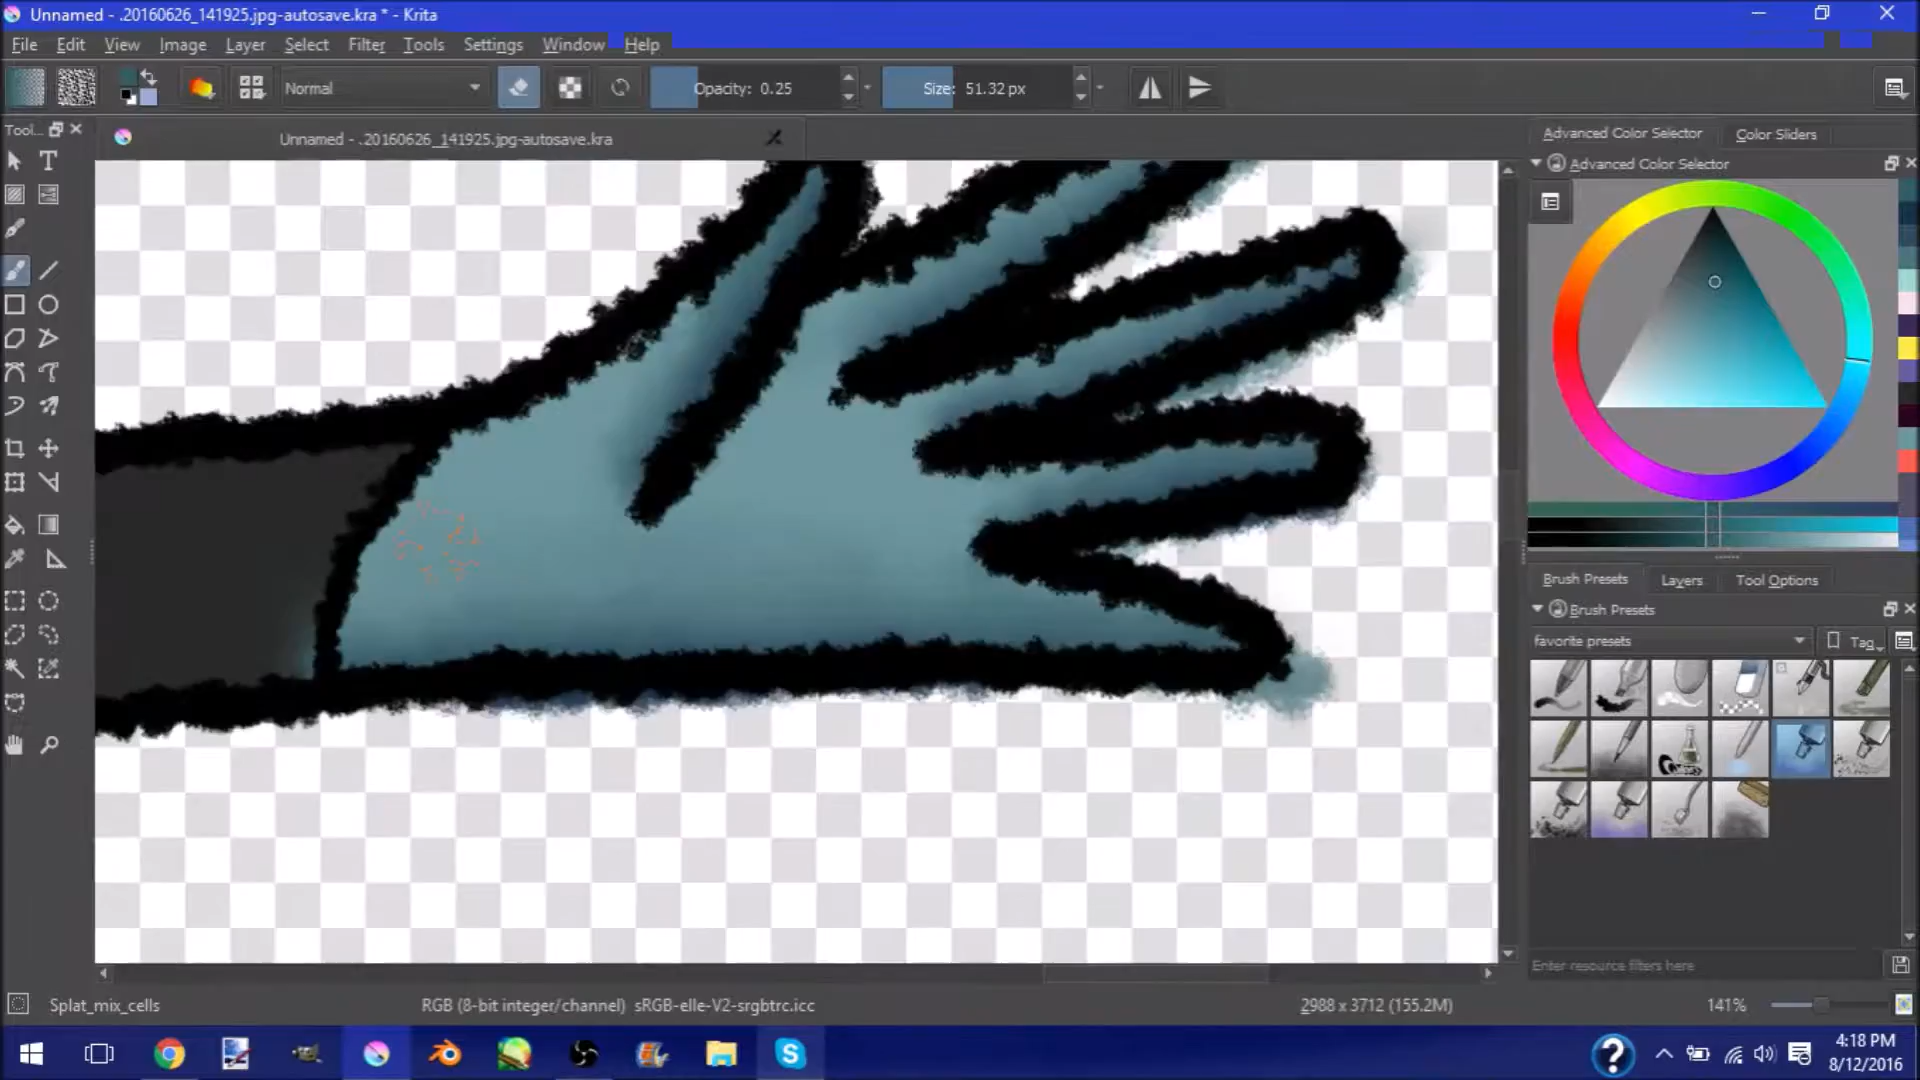 Unnamed - .20160626_141925.jpg-autosave.kra * - Krita
File Edit View Image Layer Select Filter Tools Settings Window Help
Normal Opacity: 0.25 Size: 51.32 px
Tool...
Unnamed - .20160626_141925.jpg-autosave.kra
Advanced Color Selector Color Sliders
Advanced Color Selector
Brush Presets Layers Tool Options
Brush Presets
favorite presets Tag
Enter resource filters here
Splat_mix_cells RGB (8-bit integer/channel) sRGB-elle-V2-srgbtrc.icc 2988 x 3712 (155.2M) 141%
4:18 PM
8/12/2016